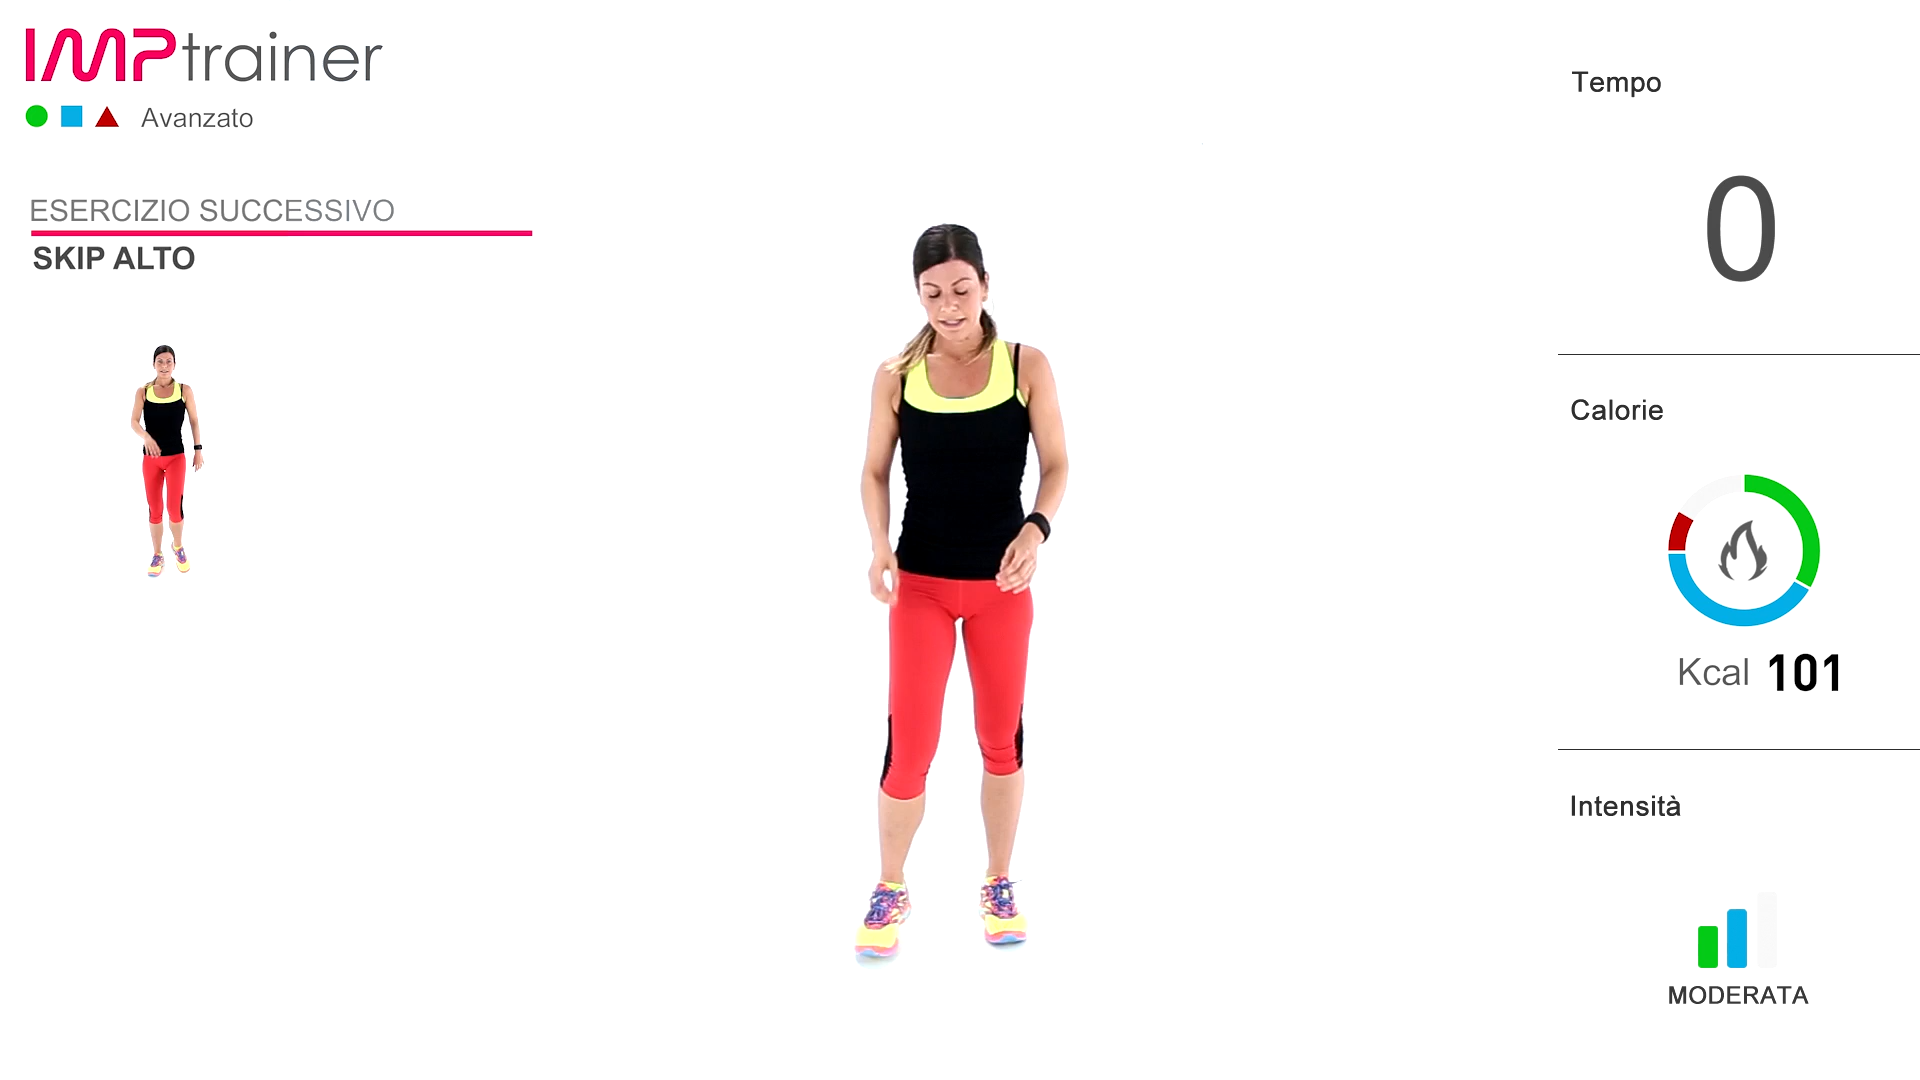 IMPtrainer
Avanzato
ESERCIZIO SUCCESSIVO
SKIP ALTO
Tempo
0
Calorie
Kcal 101
Intensità
MODERATA